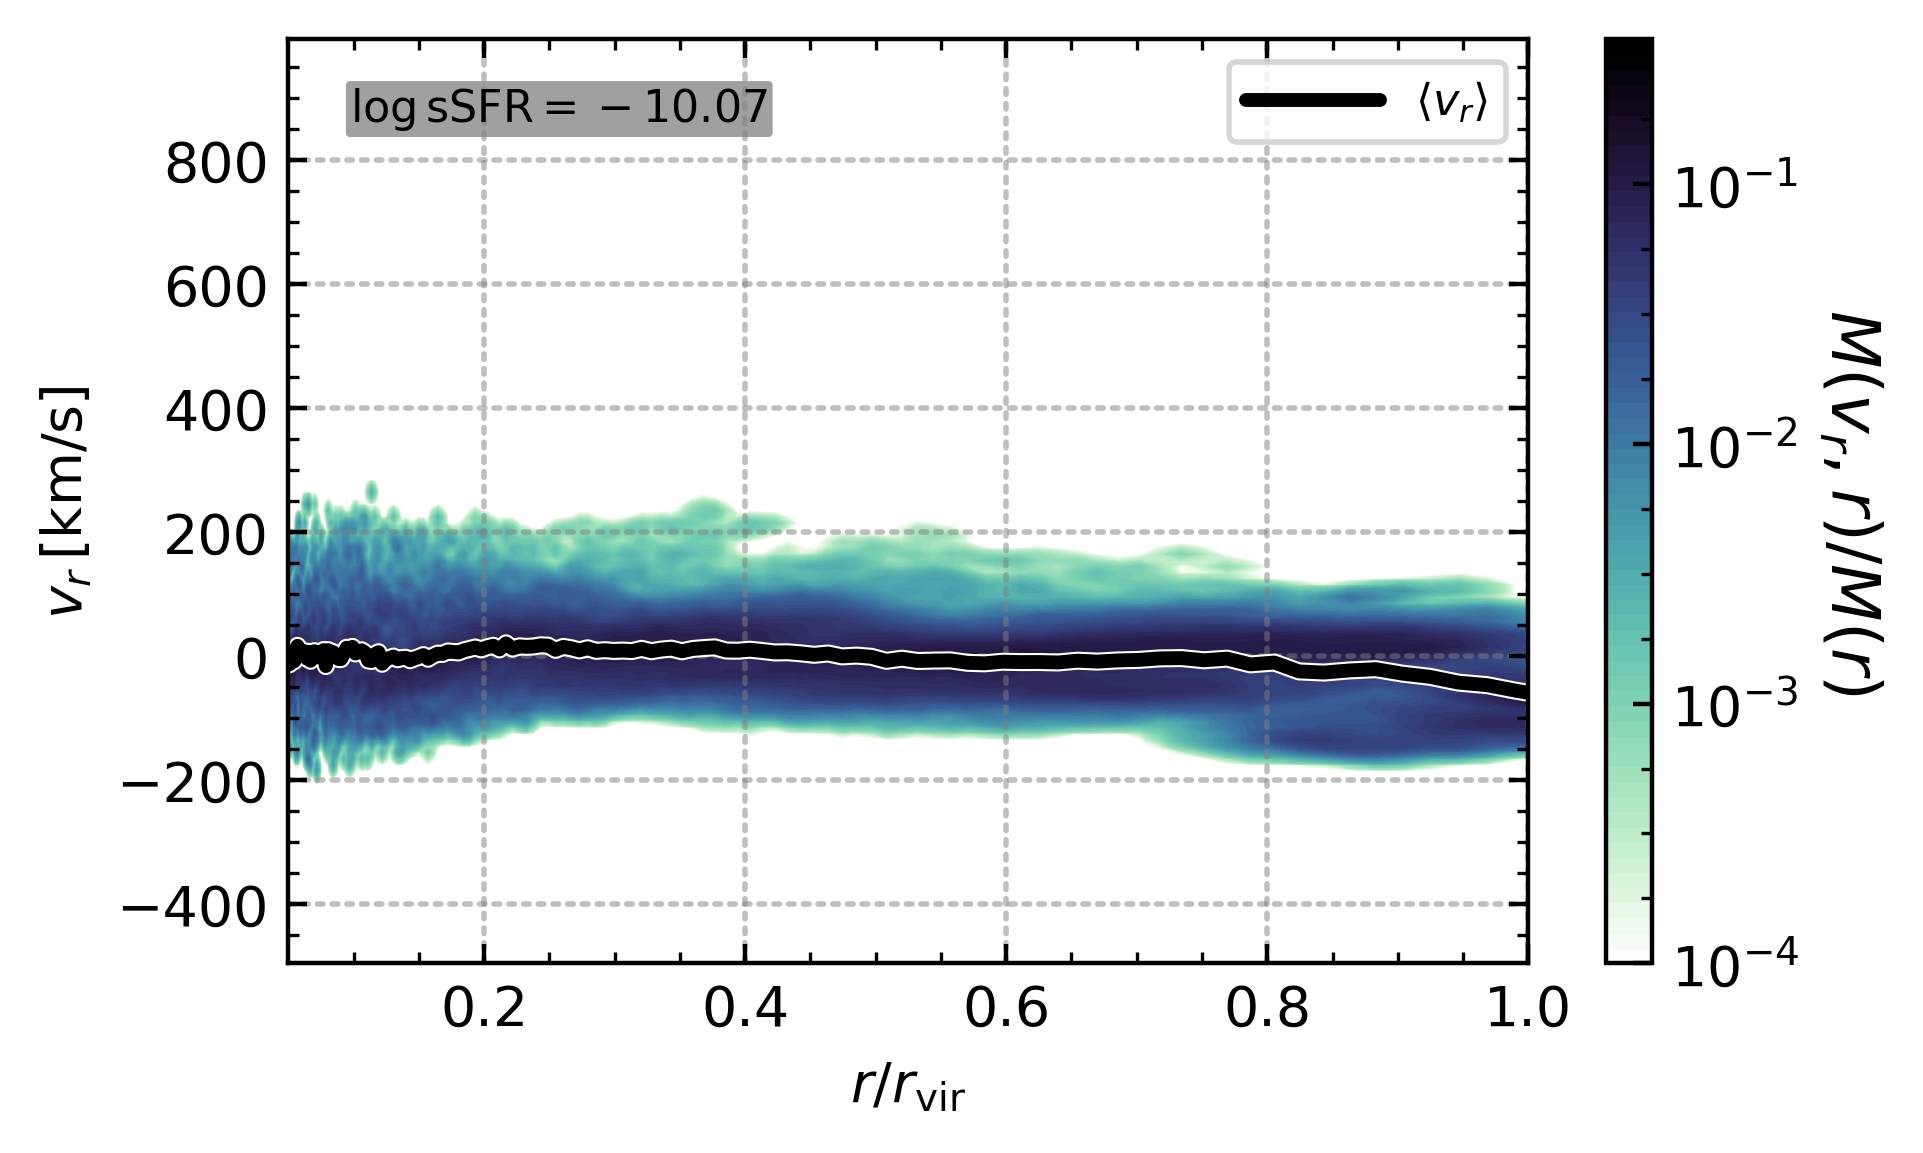 log sSFR = −10.07
⟨v_r⟩
800
600
400
200
0
−200
−400
v_r [km/s]
0.2 0.4 0.6 0.8 1.0
r/r_vir
10⁻¹
10⁻²
10⁻³
10⁻⁴
M(v_r, r)/M(r)